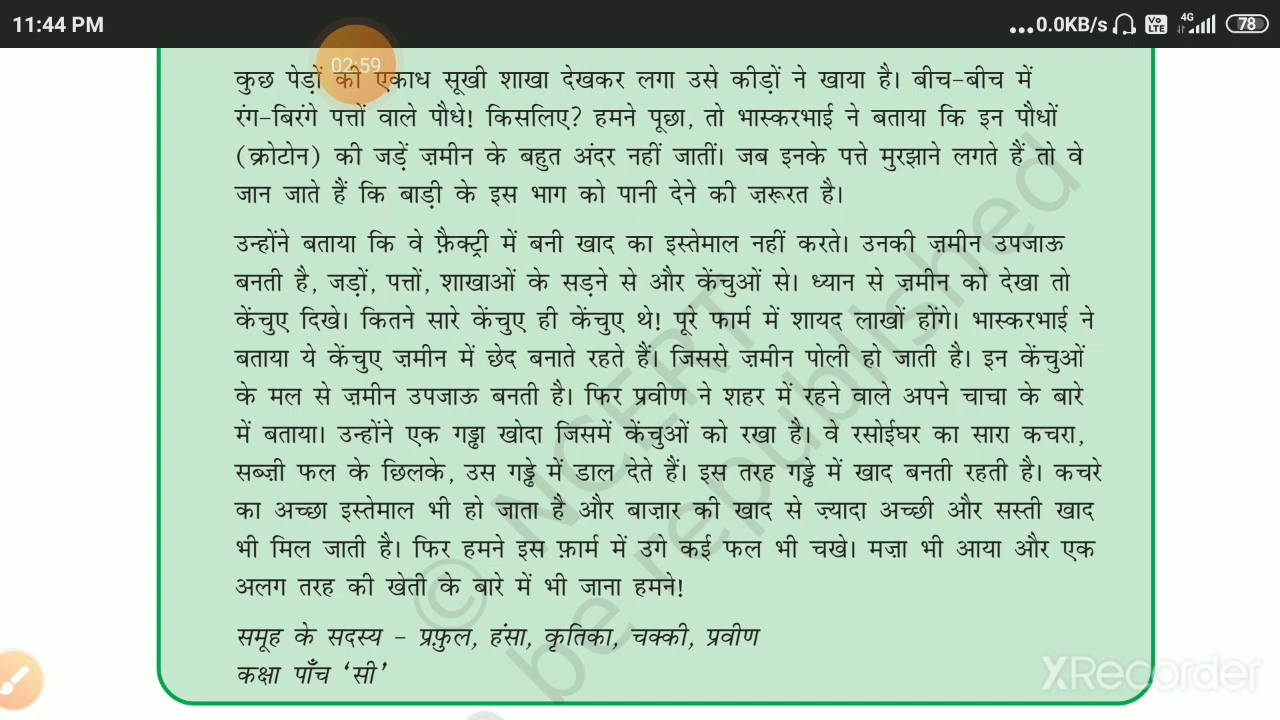 11:44 PM
...0.0KB/s Vo LTE 4G 78
02:59
कुछ पेड़ों की एकाध सूखी शाखा देखकर लगा उसे कीड़ों ने खाया है। बीच-बीच में
रंग-बिरंगे पत्तों वाले पौधे! किसलिए? हमने पूछा, तो भास्करभाई ने बताया कि इन पौधों
(क्रोटोन) की जड़ें ज़मीन के बहुत अंदर नहीं जातीं। जब इनके पत्ते मुरझाने लगते हैं तो वे
जान जाते हैं कि बाड़ी के इस भाग को पानी देने की ज़रूरत है।
उन्होंने बताया कि वे फ़ैक्ट्री में बनी खाद का इस्तेमाल नहीं करते। उनकी ज़मीन उपजाऊ
बनती है, जड़ों, पत्तों, शाखाओं के सड़ने से और केंचुओं से। ध्यान से ज़मीन को देखा तो
केंचुए दिखे। कितने सारे केंचुए ही केंचुए थे! पूरे फार्म में शायद लाखों होंगे। भास्करभाई ने
बताया ये केंचुए ज़मीन में छेद बनाते रहते हैं। जिससे ज़मीन पोली हो जाती है। इन केंचुओं
के मल से ज़मीन उपजाऊ बनती है। फिर प्रवीण ने शहर में रहने वाले अपने चाचा के बारे
में बताया। उन्होंने एक गड्ढा खोदा जिसमें केंचुओं को रखा है। वे रसोईघर का सारा कचरा,
सब्ज़ी फल के छिलके, उस गड्ढे में डाल देते हैं। इस तरह गड्ढे में खाद बनती रहती है। कचरे
का अच्छा इस्तेमाल भी हो जाता है और बाज़ार की खाद से ज़्यादा अच्छी और सस्ती खाद
भी मिल जाती है। फिर हमने इस फ़ार्म में उगे कई फल भी चखे। मज़ा भी आया और एक
अलग तरह की खेती के बारे में भी जाना हमने!
समूह के सदस्य – प्रफ़ुल, हंसा, कृतिका, चक्की, प्रवीण
कक्षा पाँच ‘सी’
© NCERT
be republished
XRecorder